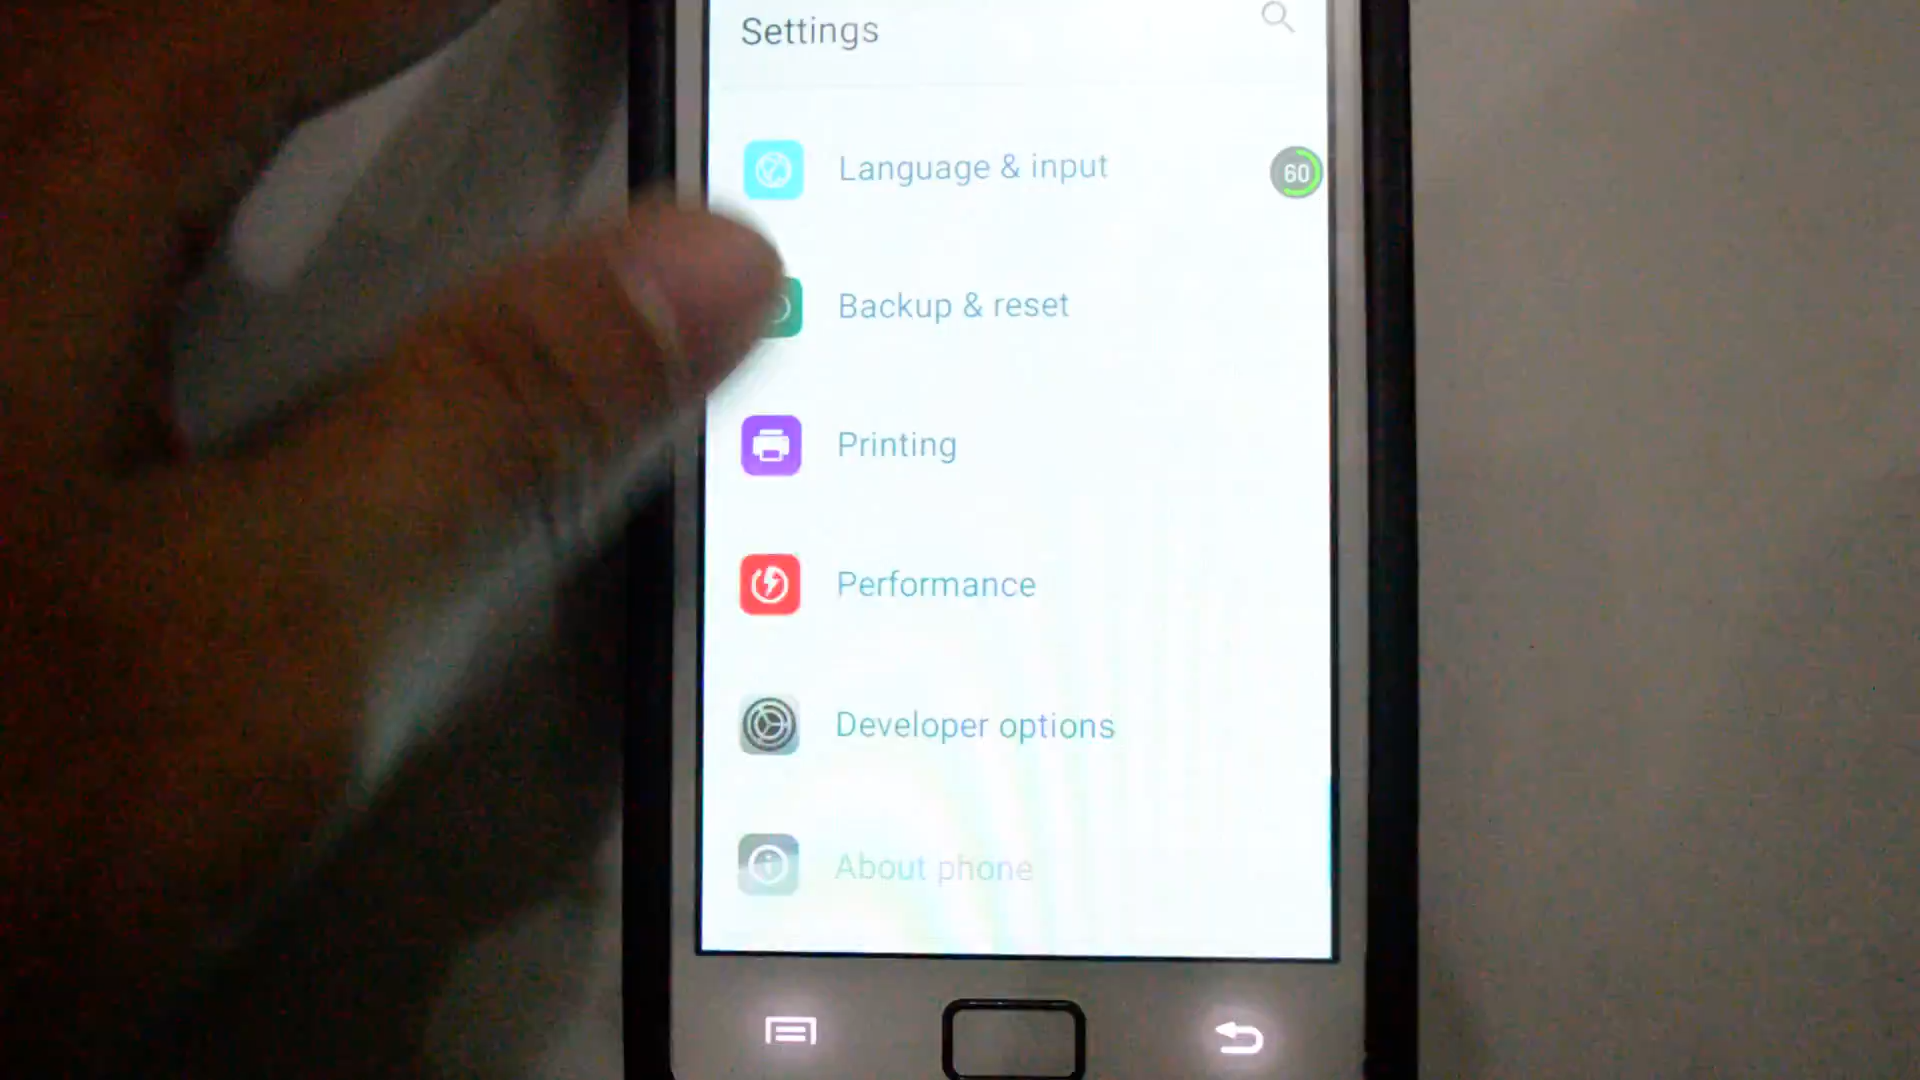 Settings
Language & input
60
Backup & reset
Printing
Performance
Developer options
About phone